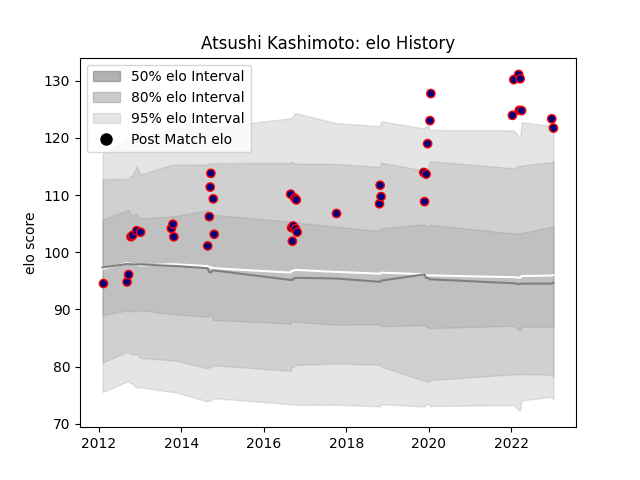 Atsushi Kashimoto: elo History
50% elo Interval
80% elo Interval
95% elo Interval
Post Match elo
elo score
130
120
110
100
90
80
70
2012
2014
2016
2018
2020
2022